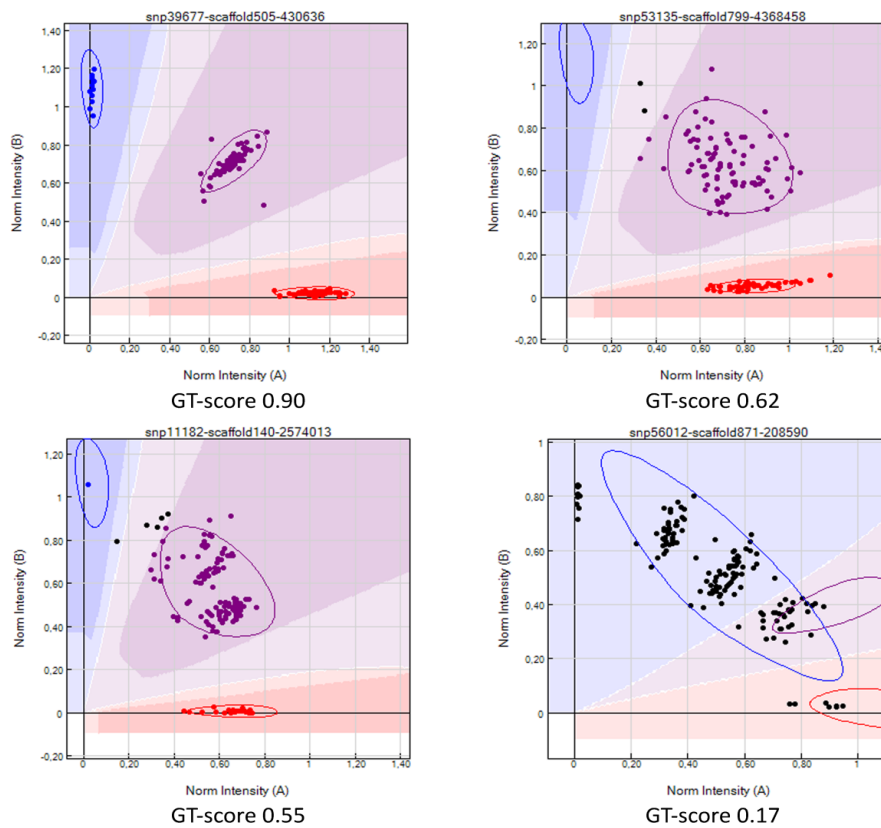 snp39677-scaffold505-430636
1,40
1,20
1
0,80
0,60
0,40
0,20
0
-0,20
Norm Intensity (B)
0 0,20 0,40 0,60 0,80 1 1,20 1,40
Norm Intensity (A)
GT-score 0.90
snp53135-scaffold799-4368458
1,20
1
0,80
0,60
0,40
0,20
0
-0,20
Norm Intensity (B)
0 0,20 0,40 0,60 0,80 1 1,20 1,40
Norm Intensity (A)
GT-score 0.62
snp11182-scaffold140-2574013
1,20
1
0,80
0,60
0,40
0,20
0
-0,20
Norm Intensity (B)
0 0,20 0,40 0,60 0,80 1 1,20 1,40
Norm Intensity (A)
GT-score 0.55
snp56012-scaffold871-208590
1
0,80
0,60
0,40
0,20
0
Norm Intensity (B)
0 0,20 0,40 0,60 0,80 1
Norm Intensity (A)
GT-score 0.17